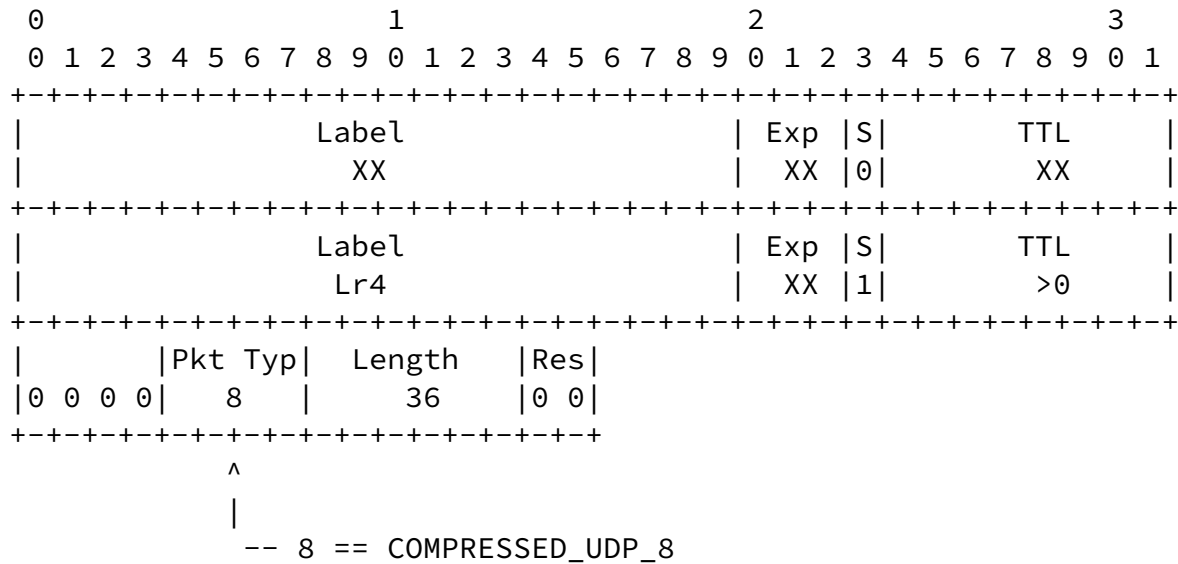 0                   1                   2                   3
 0 1 2 3 4 5 6 7 8 9 0 1 2 3 4 5 6 7 8 9 0 1 2 3 4 5 6 7 8 9 0 1
+-+-+-+-+-+-+-+-+-+-+-+-+-+-+-+-+-+-+-+-+-+-+-+-+-+-+-+-+-+-+-+-+
|                Label                  | Exp |S|       TTL     |
|                  XX                   |  XX |0|        XX     |
+-+-+-+-+-+-+-+-+-+-+-+-+-+-+-+-+-+-+-+-+-+-+-+-+-+-+-+-+-+-+-+-+
|                Label                  | Exp |S|       TTL     |
|                 Lr4                   |  XX |1|        >0     |
+-+-+-+-+-+-+-+-+-+-+-+-+-+-+-+-+-+-+-+-+-+-+-+-+-+-+-+-+-+-+-+-+
|       |Pkt Typ|  Length   |Res|
|0 0 0 0|   8   |     36    |0 0|
+-+-+-+-+-+-+-+-+-+-+-+-+-+-+-+-+
            ^
            |
             -- 8 == COMPRESSED_UDP_8